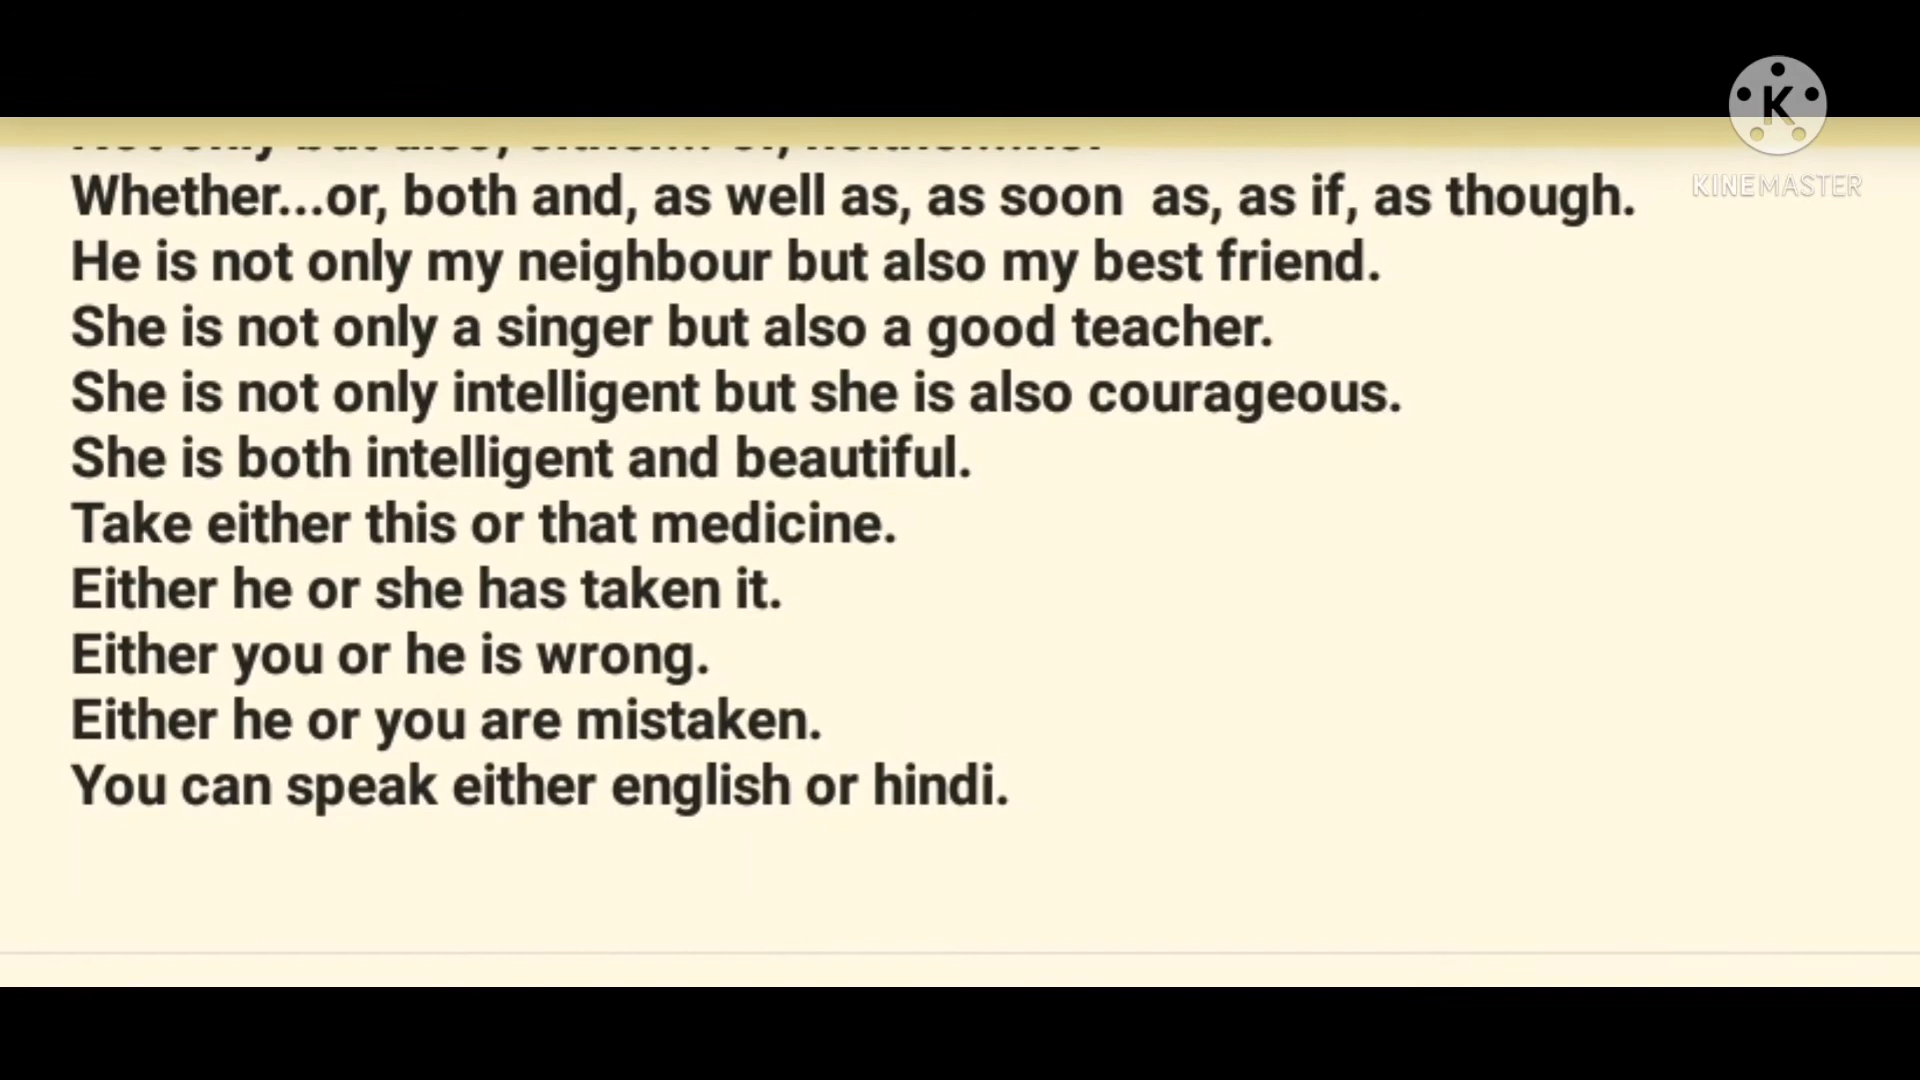 Whether...or, both and, as well as, as soon  as, as if, as though.
He is not only my neighbour but also my best friend.
She is not only a singer but also a good teacher.
She is not only intelligent but she is also courageous.
She is both intelligent and beautiful.
Take either this or that medicine.
Either he or she has taken it.
Either you or he is wrong.
Either he or you are mistaken.
You can speak either english or hindi.
K
KINEMASTER